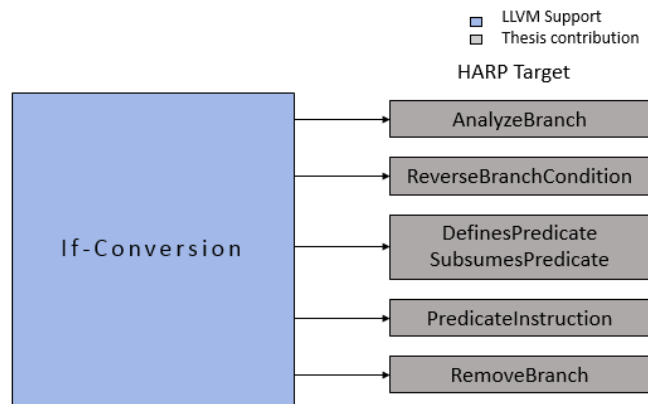 LLVM Support
Thesis contribution
HARP Target
AnalyzeBranch
ReverseBranchCondition
If-Conversion
DefinesPredicate
SubsumesPredicate
PredicateInstruction
RemoveBranch